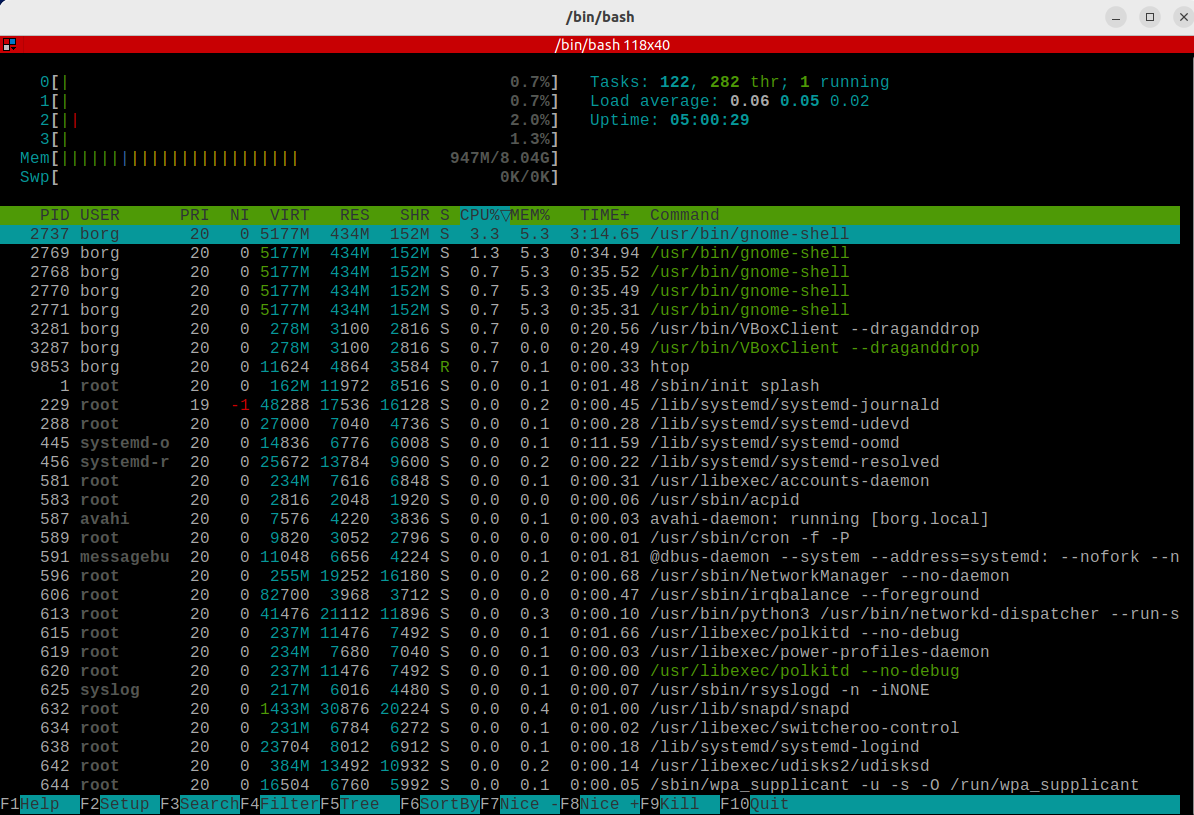 /bin/bash
/bin/bash 118x40
0[| 0.7%] Tasks: 122, 282 thr; 1 running
1[| 0.7%] Load average: 0.06 0.05 0.02
2[|| 2.0%] Uptime: 05:00:29
3[| 1.3%]
Mem[|||||||||||||||||||||||| 947M/8.04G]
Swp[ 0K/0K]
PID USER PRI NI VIRT RES SHR S CPU%▽MEM% TIME+ Command
2737 borg 20 0 5177M 434M 152M S 3.3 5.3 3:14.65 /usr/bin/gnome-shell
2769 borg 20 0 5177M 434M 152M S 1.3 5.3 0:34.94 /usr/bin/gnome-shell
2768 borg 20 0 5177M 434M 152M S 0.7 5.3 0:35.52 /usr/bin/gnome-shell
2770 borg 20 0 5177M 434M 152M S 0.7 5.3 0:35.49 /usr/bin/gnome-shell
2771 borg 20 0 5177M 434M 152M S 0.7 5.3 0:35.31 /usr/bin/gnome-shell
3281 borg 20 0 278M 3100 2816 S 0.7 0.0 0:20.56 /usr/bin/VBoxClient --draganddrop
3287 borg 20 0 278M 3100 2816 S 0.7 0.0 0:20.49 /usr/bin/VBoxClient --draganddrop
9853 borg 20 0 11624 4864 3584 R 0.7 0.1 0:00.33 htop
1 root 20 0 162M 11972 8516 S 0.0 0.1 0:01.48 /sbin/init splash
229 root 19 -1 48288 17536 16128 S 0.0 0.2 0:00.45 /lib/systemd/systemd-journald
288 root 20 0 27000 7040 4736 S 0.0 0.1 0:00.28 /lib/systemd/systemd-udevd
445 systemd-o 20 0 14836 6776 6008 S 0.0 0.1 0:11.59 /lib/systemd/systemd-oomd
456 systemd-r 20 0 25672 13784 9600 S 0.0 0.2 0:00.22 /lib/systemd/systemd-resolved
581 root 20 0 234M 7616 6848 S 0.0 0.1 0:00.31 /usr/libexec/accounts-daemon
583 root 20 0 2816 2048 1920 S 0.0 0.0 0:00.06 /usr/sbin/acpid
587 avahi 20 0 7576 4220 3836 S 0.0 0.1 0:00.03 avahi-daemon: running [borg.local]
589 root 20 0 9820 3052 2796 S 0.0 0.0 0:00.01 /usr/sbin/cron -f -P
591 messagebu 20 0 11048 6656 4224 S 0.0 0.1 0:01.81 @dbus-daemon --system --address=systemd: --nofork --n
596 root 20 0 255M 19252 16180 S 0.0 0.2 0:00.68 /usr/sbin/NetworkManager --no-daemon
606 root 20 0 82700 3968 3712 S 0.0 0.0 0:00.47 /usr/sbin/irqbalance --foreground
613 root 20 0 41476 21112 11896 S 0.0 0.3 0:00.10 /usr/bin/python3 /usr/bin/networkd-dispatcher --run-s
615 root 20 0 237M 11476 7492 S 0.0 0.1 0:01.66 /usr/libexec/polkitd --no-debug
619 root 20 0 234M 7680 7040 S 0.0 0.1 0:00.03 /usr/libexec/power-profiles-daemon
620 root 20 0 237M 11476 7492 S 0.0 0.1 0:00.00 /usr/libexec/polkitd --no-debug
625 syslog 20 0 217M 6016 4480 S 0.0 0.1 0:00.07 /usr/sbin/rsyslogd -n -iNONE
632 root 20 0 1433M 30876 20224 S 0.0 0.4 0:01.00 /usr/lib/snapd/snapd
634 root 20 0 231M 6784 6272 S 0.0 0.1 0:00.02 /usr/libexec/switcheroo-control
638 root 20 0 23704 8012 6912 S 0.0 0.1 0:00.18 /lib/systemd/systemd-logind
642 root 20 0 384M 13492 10932 S 0.0 0.2 0:00.14 /usr/libexec/udisks2/udisksd
644 root 20 0 16504 6760 5992 S 0.0 0.1 0:00.05 /sbin/wpa_supplicant -u -s -O /run/wpa_supplicant
F1Help F2Setup F3SearchF4FilterF5Tree F6SortByF7Nice -F8Nice +F9Kill F10Quit